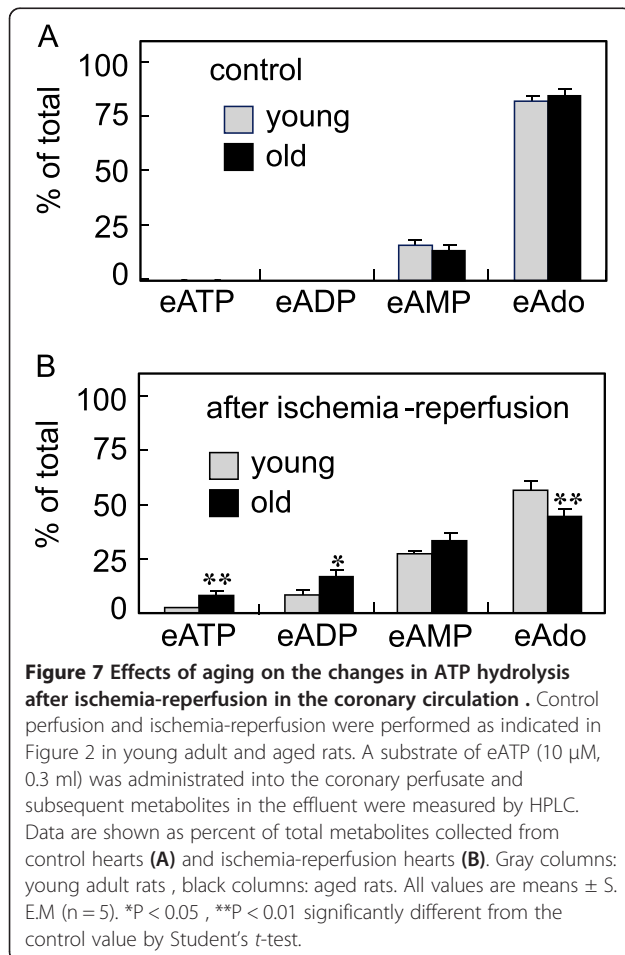 A
% of total
100
75
50
25
0
control
young
old
eATP eADP eAMP eAdo
B
% of total
100
75
50
25
0
after ischemia-reperfusion
young
old
** * **
eATP eADP eAMP eAdo
Figure 7 Effects of aging on the changes in ATP hydrolysis
after ischemia-reperfusion in the coronary circulation . Control
perfusion and ischemia-reperfusion were performed as indicated in
Figure 2 in young adult and aged rats. A substrate of eATP (10 μM,
0.3 ml) was administrated into the coronary perfusate and
subsequent metabolites in the effluent were measured by HPLC.
Data are shown as percent of total metabolites collected from
control hearts (A) and ischemia-reperfusion hearts (B). Gray columns:
young adult rats , black columns: aged rats. All values are means ± S.
E.M (n = 5). *P < 0.05 , **P < 0.01 significantly different from the
control value by Student's t-test.